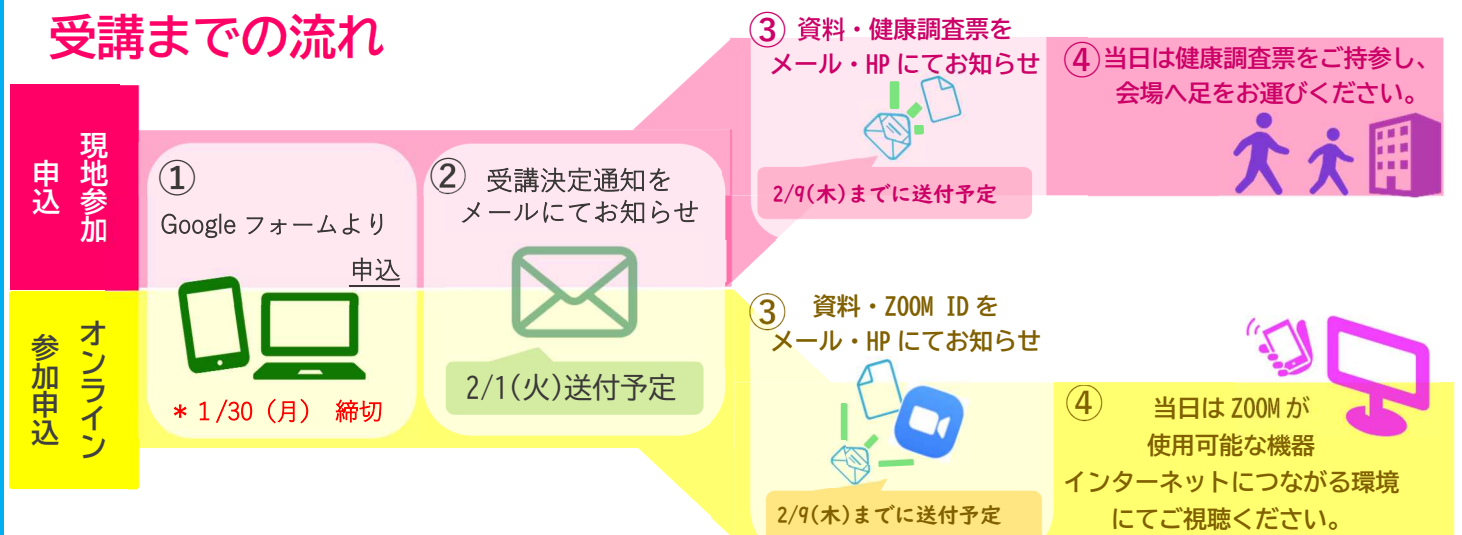 受講までの流れ
現地参加
申込
オンライン
参加申込
①
Google フォームより
申込
* 1/30（月） 締切
②
受講決定通知を
メールにてお知らせ
2/1(火)送付予定
③ 資料・健康調査票を
メール・HP にてお知らせ
2/9(木)までに送付予定
④当日は健康調査票をご持参し、
会場へ足をお運びください。
③ 資料・ZOOM ID を
メール・HP にてお知らせ
2/9(木)までに送付予定
④ 当日は ZOOM が
使用可能な機器
インターネットにつながる環境
にてご視聴ください。